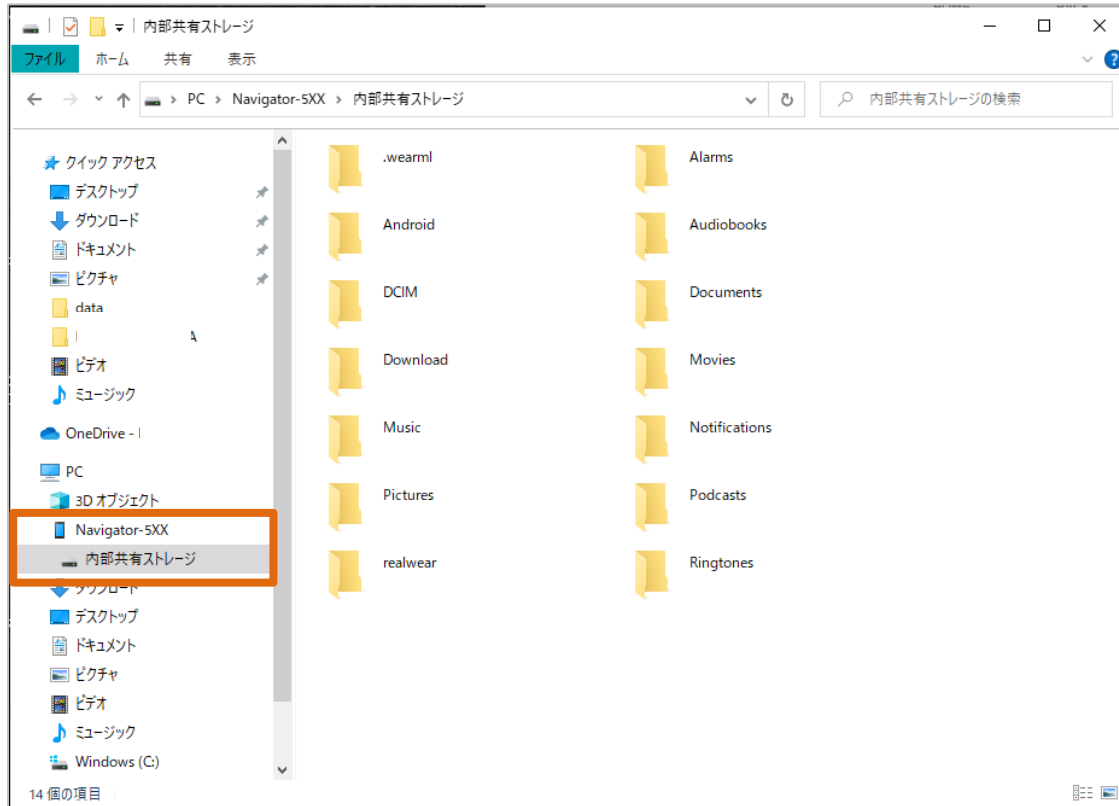 内部共有ストレージ
ファイル ホーム 共有 表示
PC › Navigator-5XX › 内部共有ストレージ
内部共有ストレージの検索
クイック アクセス
デスクトップ
ダウンロード
ドキュメント
ピクチャ
data
A
ビデオ
ミュージック
OneDrive -
PC
3D オブジェクト
Navigator-5XX
内部共有ストレージ
ダウンロード
デスクトップ
ドキュメント
ピクチャ
ビデオ
ミュージック
Windows (C:)
.wearml
Alarms
Android
Audiobooks
DCIM
Documents
Download
Movies
Music
Notifications
Pictures
Podcasts
realwear
Ringtones
14 個の項目